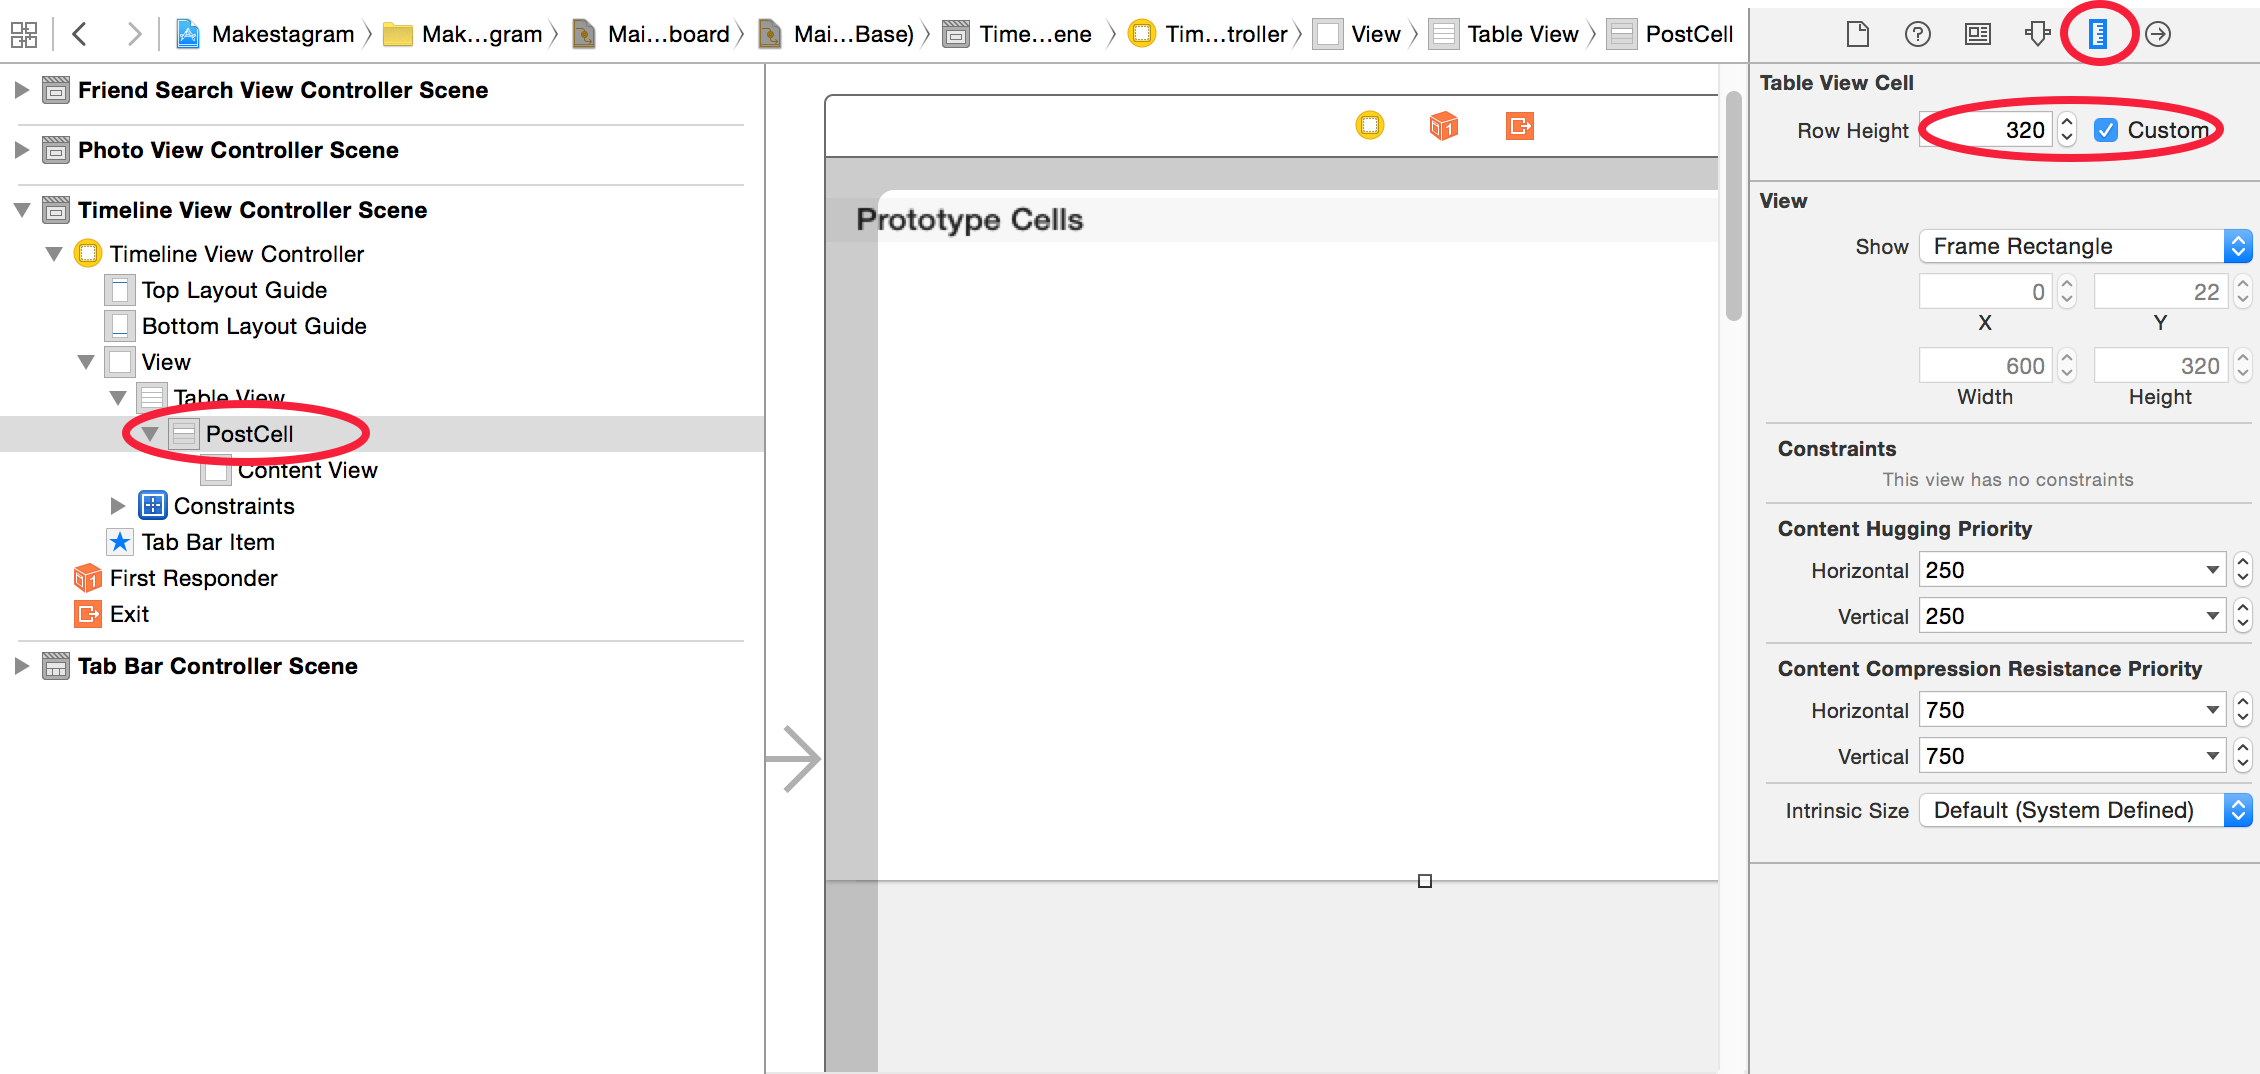 Makestagram
Mak...gram
Mai...board
Mai...Base)
Time...ene
Tim...troller
View
Table View
PostCell
Friend Search View Controller Scene
Photo View Controller Scene
Timeline View Controller Scene
Timeline View Controller
Top Layout Guide
Bottom Layout Guide
View
Table View
PostCell
Content View
Constraints
Tab Bar Item
First Responder
Exit
Tab Bar Controller Scene
Prototype Cells
Table View Cell
Row Height 320 Custom
View
Show Frame Rectangle
0 22
X Y
600 320
Width Height
Constraints
This view has no constraints
Content Hugging Priority
Horizontal 250
Vertical 250
Content Compression Resistance Priority
Horizontal 750
Vertical 750
Intrinsic Size Default (System Defined)